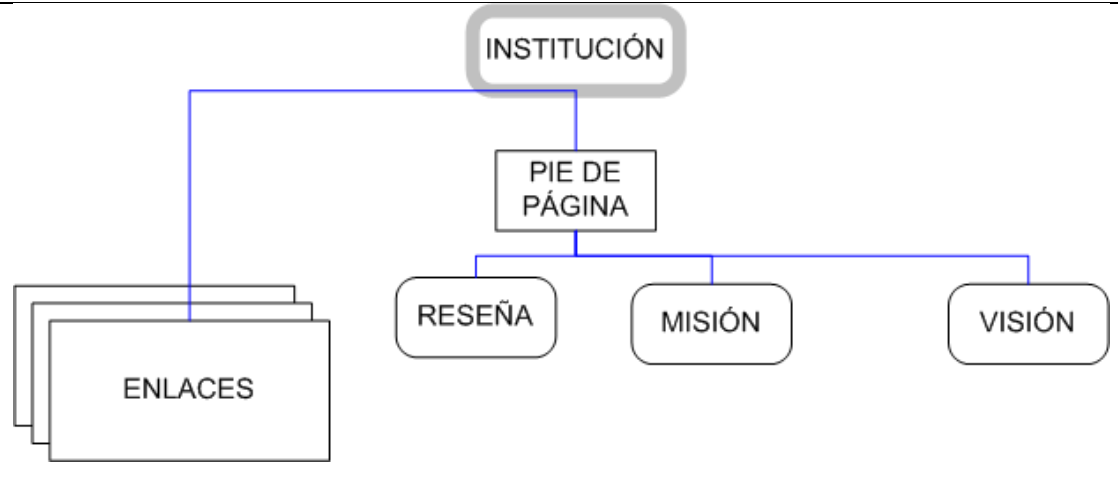 INSTITUCIÓN
PIE DE
PÁGINA
RESEÑA
MISIÓN
VISIÓN
ENLACES